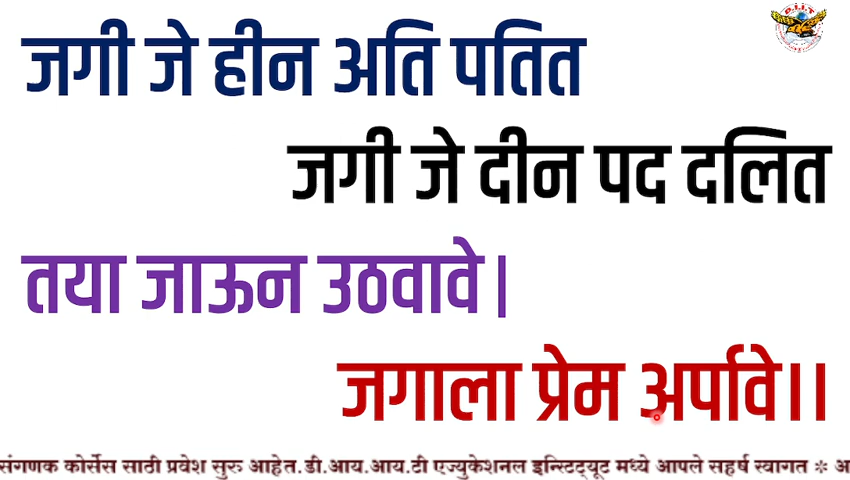 D.I.I.T
जगी जे हीन अति पतित
जगी जे दीन पद दलित
तया जाऊन उठवावे|
जगाला प्रेम अर्पावे।।
संगणक कोर्सेस साठी प्रवेश सुरु आहेत.डी.आय.आय.टी एज्युकेशनल इन्स्टिट्यूट मध्ये आपले सहर्ष स्वागत ❊ अ